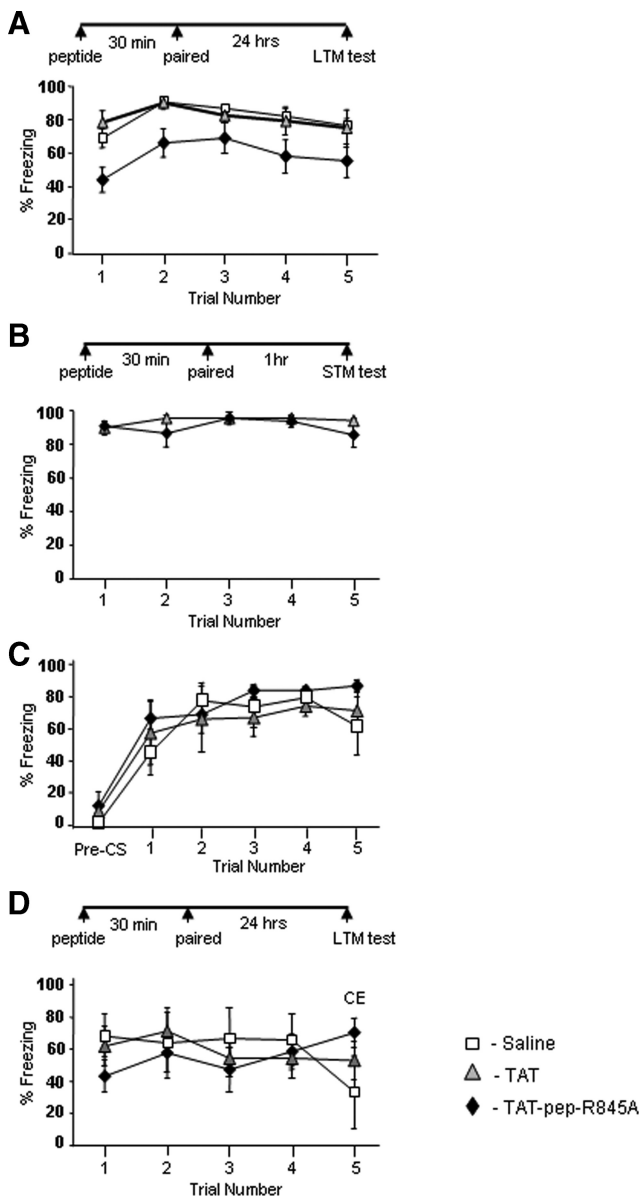 A
30 min
24 hrs
peptide
paired
LTM test
100
80
60
40
20
0
% Freezing
1 2 3 4 5
Trial Number
B
30 min
1hr
peptide
paired
STM test
100
80
60
40
20
0
% Freezing
1 2 3 4 5
Trial Number
C
100
80
60
40
20
0
% Freezing
Pre-CS 1 2 3 4 5
Trial Number
D
30 min
24 hrs
peptide
paired
LTM test
100
80
60
40
20
0
% Freezing
CE
1 2 3 4 5
Trial Number
- Saline
- TAT
- TAT-pep-R845A